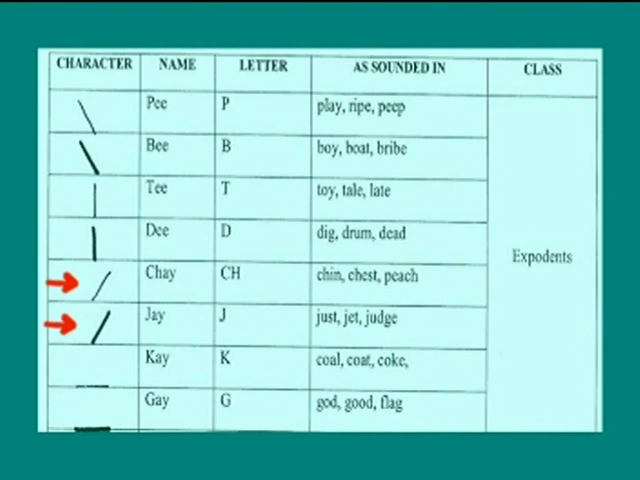 CHARACTER NAME LETTER AS SOUNDED IN CLASS
Pee P play, ripe, peep
Bee B boy, boat, bribe
Tee T toy, tale, late
Dee D dig, drum, dead
Expodents
Chay CH chin, chest, peach
Jay J just, jet, judge
Kay K coal, coat, coke,
Gay G god, good, flag